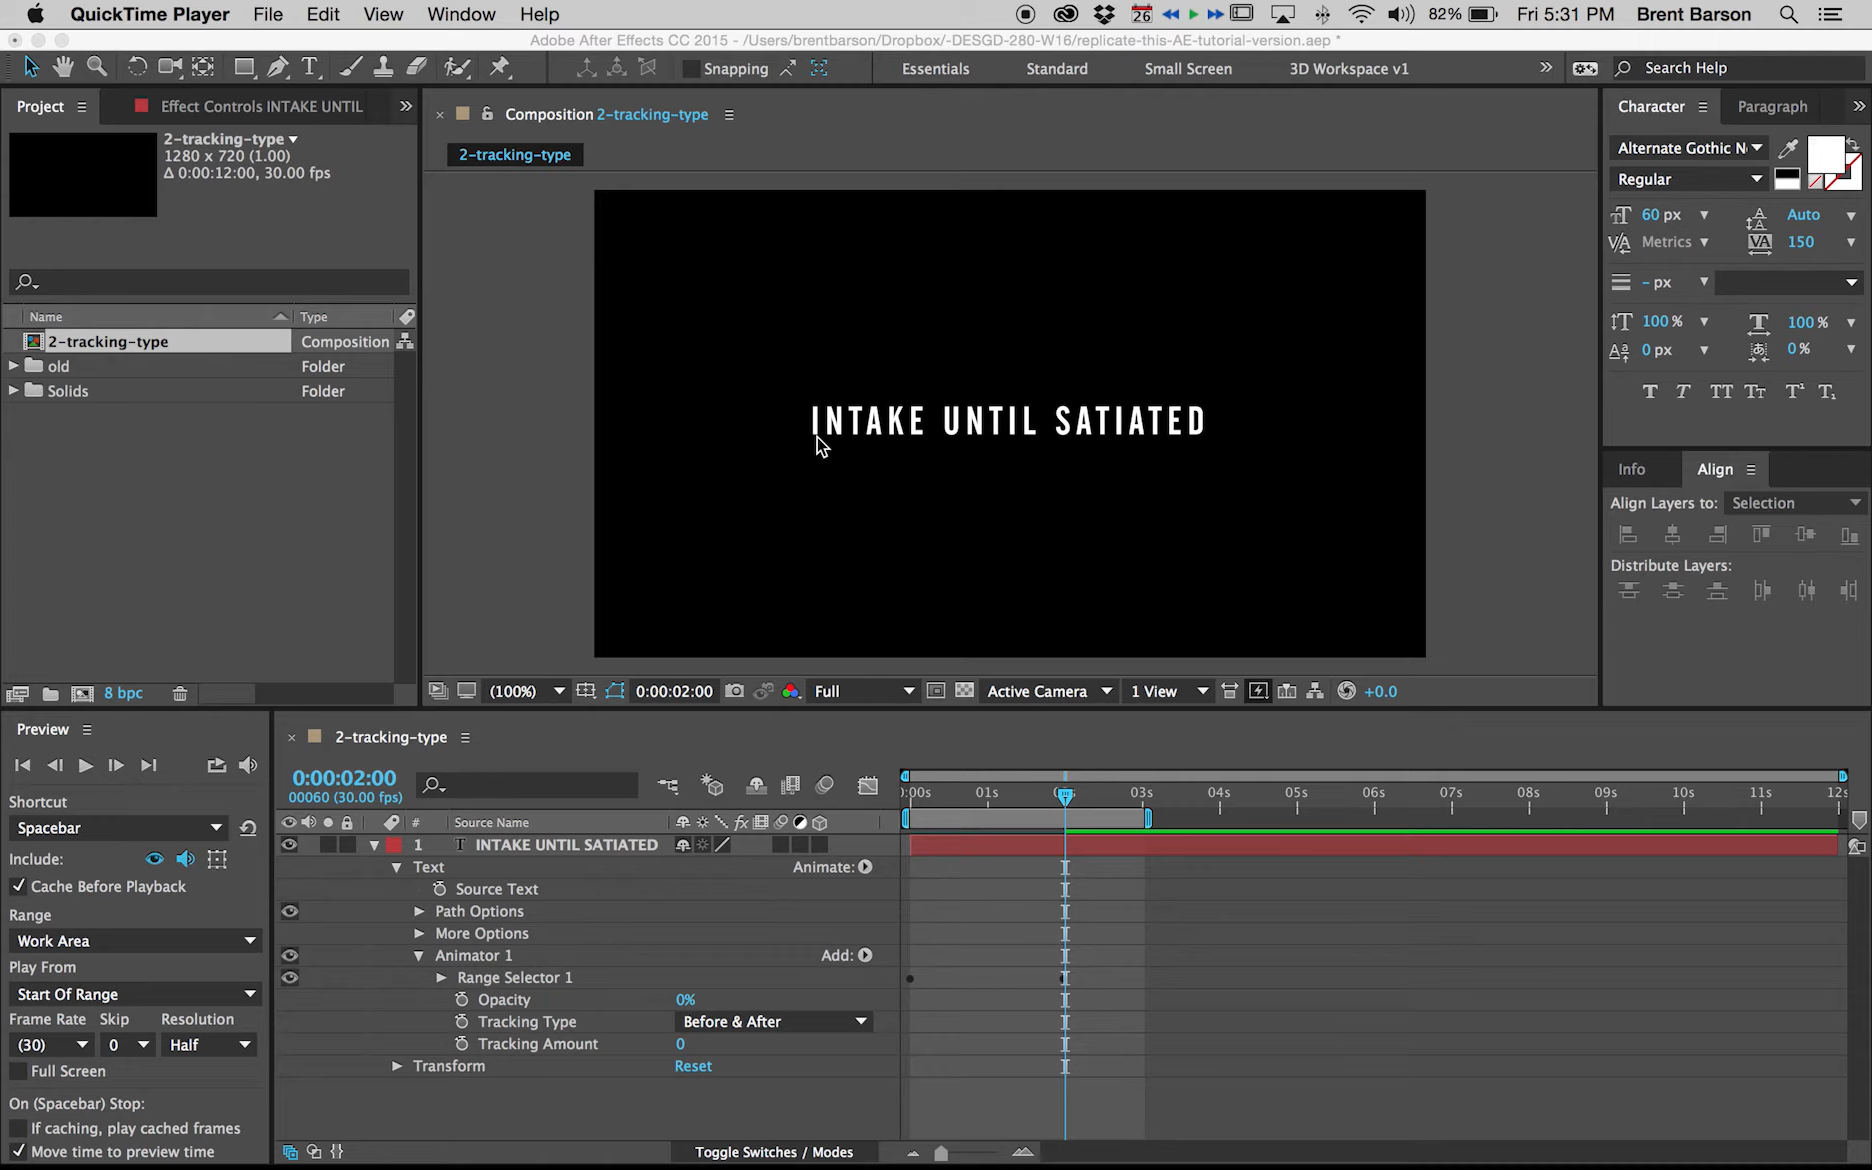 QuickTime Player File Edit View Window Help 26 82% Fri 5:31 PM Brent Barson
Adobe After Effects CC 2015 - /Users/brentbarson/Dropbox/-DESGD-280-W16/replicate-this-AE-tutorial-version.aep *
Snapping Essentials Standard Small Screen 3D Workspace v1 Search Help
Project Effect Controls INTAKE UNTIL
2-tracking-type
1280 x 720 (1.00)
Δ 0:00:12:00, 30.00 fps
Name Type
2-tracking-type Composition
old Folder
Solids Folder
8 bpc
Composition 2-tracking-type
2-tracking-type
INTAKE UNTIL SATIATED
(100%) 0:00:02:00 Full Active Camera 1 View +0.0
Character Paragraph
Alternate Gothic N
Regular
60 px Auto
Metrics 150
- px
100 % 100 %
0 px 0 %
T T TT Tt T¹ T₁
Info Align
Align Layers to: Selection
Distribute Layers:
Preview
Shortcut
Spacebar
Include:
Cache Before Playback
Range
Work Area
Play From
Start Of Range
Frame Rate Skip Resolution
(30) 0 Half
Full Screen
On (Spacebar) Stop:
If caching, play cached frames
Move time to preview time
2-tracking-type
0:00:02:00
00060 (30.00 fps)
:00s 01s 03s 04s 05s 06s 07s 08s 09s 10s 11s 12s
# Source Name fx
1 T INTAKE UNTIL SATIATED
Text Animate:
Source Text
Path Options
More Options
Animator 1 Add:
Range Selector 1
Opacity 0%
Tracking Type Before & After
Tracking Amount 0
Transform Reset
Toggle Switches / Modes